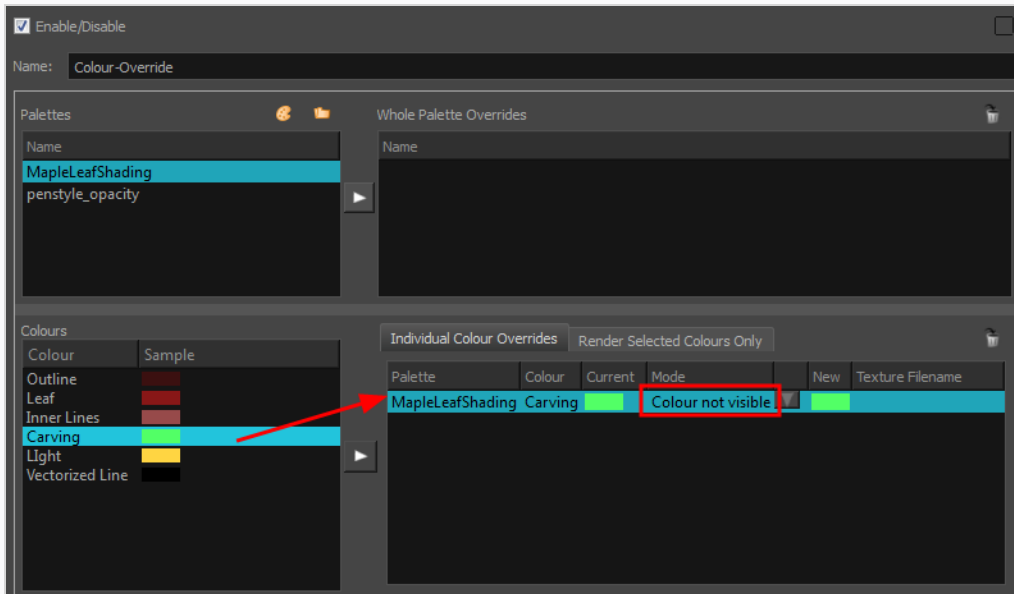 Enable/Disable
Name: Colour-Override
Palettes
Whole Palette Overrides
Name
Name
MapleLeafShading
penstyle_opacity
Colours
Individual Colour Overrides
Render Selected Colours Only
Colour Sample
Palette Colour Current Mode New Texture Filename
Outline
MapleLeafShading Carving Colour not visible
Leaf
Inner Lines
Carving
LIght
Vectorized Line